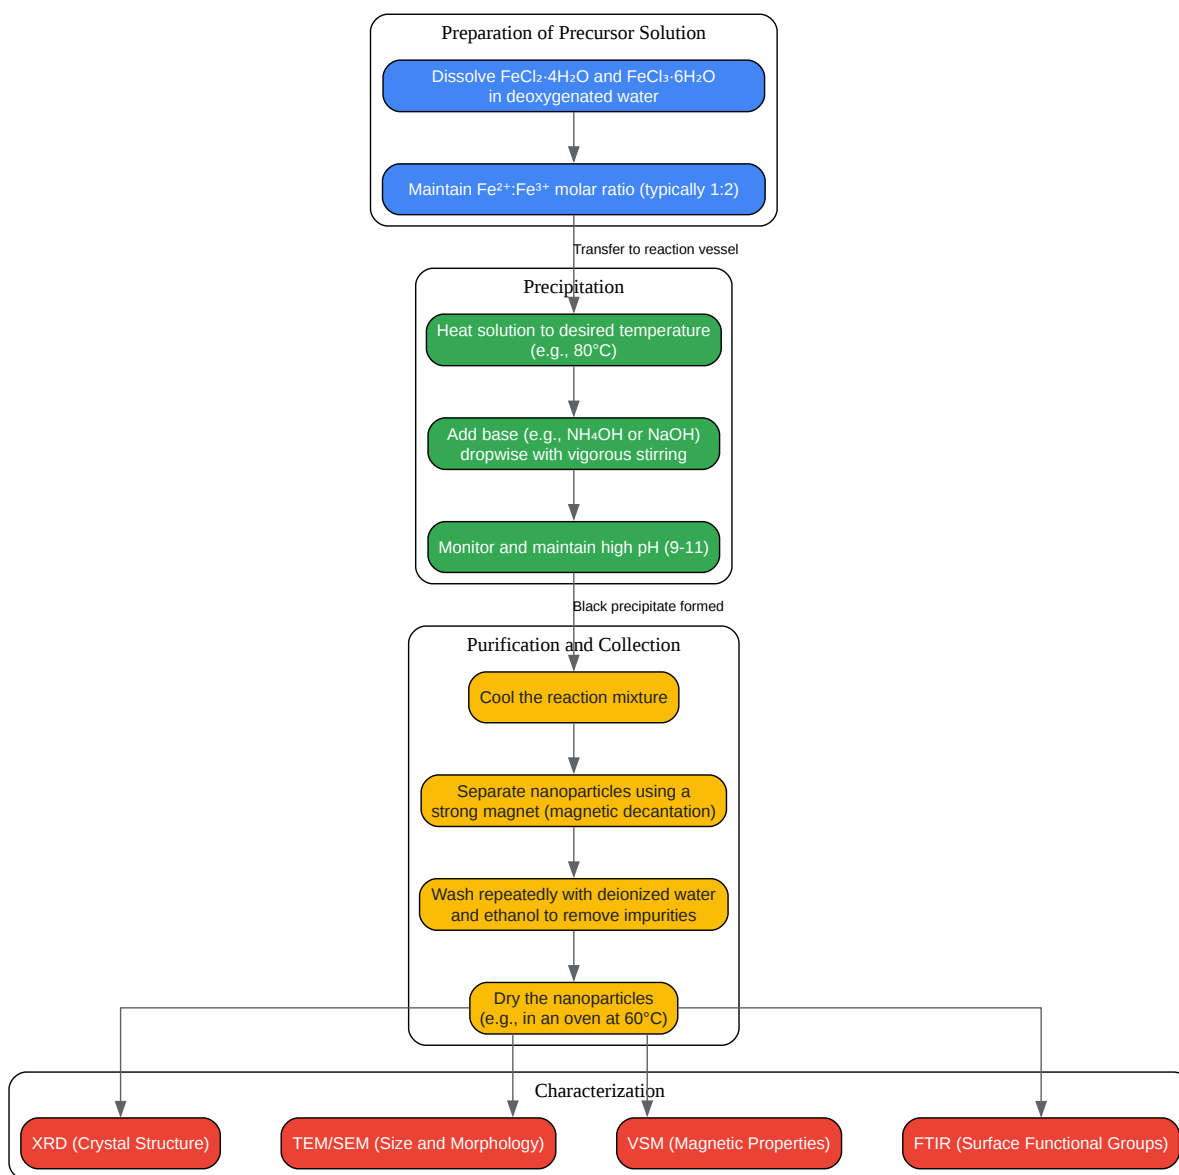 Preparation of Precursor Solution
Dissolve FeCl₂·4H₂O and FeCl₃·6H₂O
in deoxygenated water
Maintain Fe²⁺:Fe³⁺ molar ratio (typically 1:2)
Transfer to reaction vessel
Precipitation
Heat solution to desired temperature
(e.g., 80°C)
Add base (e.g., NH₄OH or NaOH)
dropwise with vigorous stirring
Monitor and maintain high pH (9-11)
Black precipitate formed
Purification and Collection
Cool the reaction mixture
Separate nanoparticles using a
strong magnet (magnetic decantation)
Wash repeatedly with deionized water
and ethanol to remove impurities
Dry the nanoparticles
(e.g., in an oven at 60°C)
Characterization
XRD (Crystal Structure)
TEM/SEM (Size and Morphology)
VSM (Magnetic Properties)
FTIR (Surface Functional Groups)